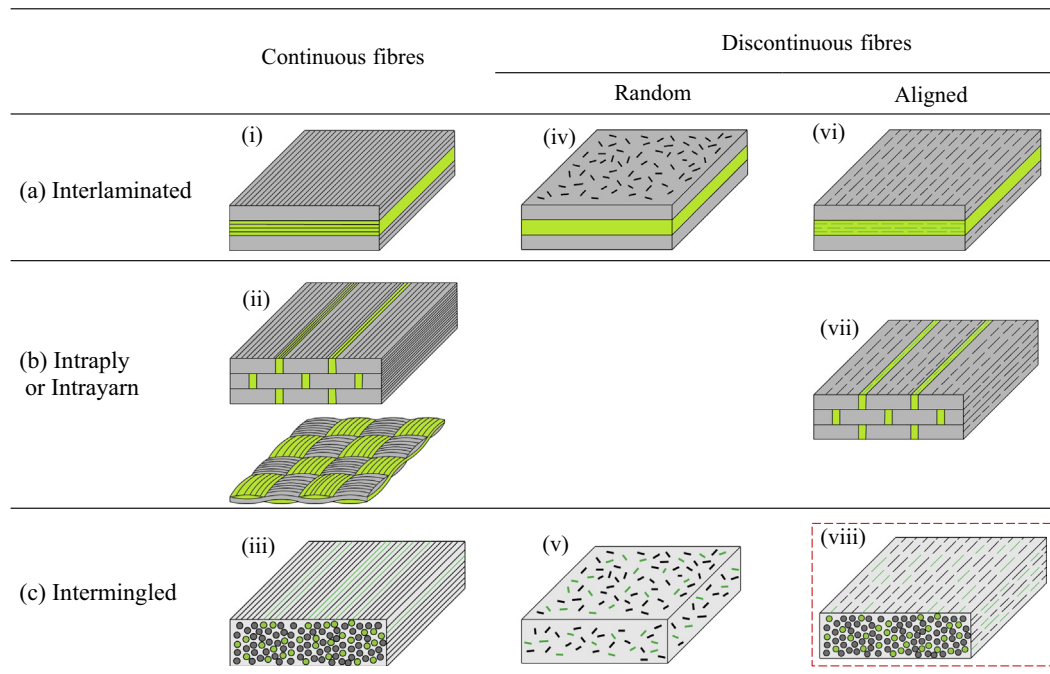 Continuous fibres
Discontinuous fibres
Random
Aligned
(a) Interlaminated
(i)
(iv)
(vi)
(b) Intraply
or Intrayarn
(ii)
(vii)
(c) Intermingled
(iii)
(v)
(viii)